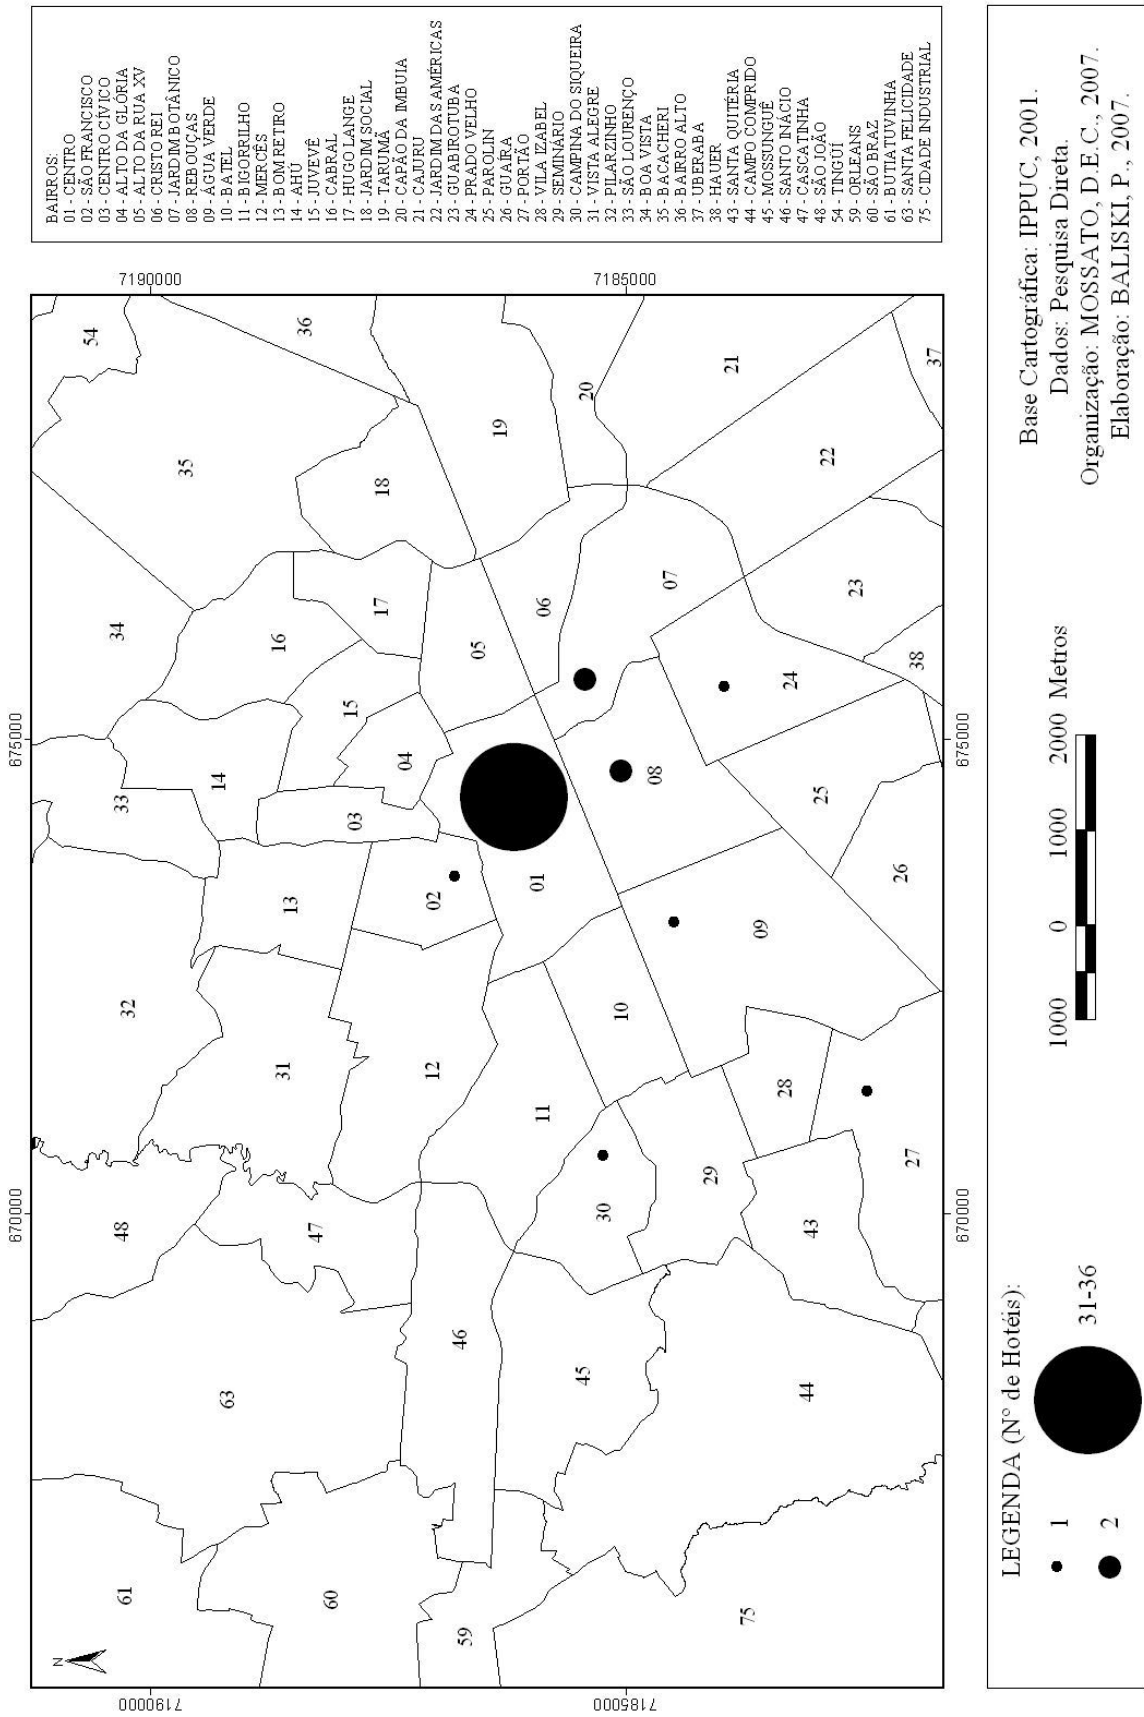 BAIRROS:
01 - CENTRO
02 - SÃO FRANCISCO
03 - CENTRO CÍVICO
04 - ALTO DA GLÓRIA
05 - ALTO DA RUA XV
06 - CRISTO REI
07 - JARDIM BOTÂNICO
08 - REBOUÇAS
09 - ÁGUA VERDE
10 - BATEL
11 - BIGORRILHO
12 - MERCÊS
13 - BOM RETIRO
14 - AHÚ
15 - JUVEVÊ
16 - CABRAL
17 - HUGO LANGE
18 - JARDIM SOCIAL
19 - TARUMÃ
20 - CAPÃO DA IMBUIA
21 - CAJURU
22 - JARDIM DAS AMÉRICAS
23 - GUABIROTUBA
24 - PRADO VELHO
25 - PAROLIN
26 - GUAÍRA
27 - PORTÃO
28 - VILA IZABEL
29 - SEMINÁRIO
30 - CAMPINA DO SIQUEIRA
31 - VISTA ALEGRE
32 - PILARZINHO
33 - SÃO LOURENÇO
34 - BOA VISTA
35 - BACACHERI
36 - BAIRRO ALTO
37 - UBERABA
38 - HAUER
43 - SANTA QUITÉRIA
44 - CAMPO COMPRIDO
45 - MOSSUNGUÊ
46 - SANTO INÁCIO
47 - CASCATINHA
48 - SÃO JOÃO
54 - TINGUÍ
59 - ORLEANS
60 - SÃO BRAZ
61 - BUTIATUVINHA
63 - SANTA FELICIDADE
75 - CIDADE INDUSTRIAL
670000
675000
7190000
7190000
7185000
7185000
670000
675000
N
61
48
32
33
34
54
35
63
47
31
13
14
16
36
60
03
15
17
18
12
02
04
46
05
19
59
11
01
06
45
30
10
20
08
07
29
09
21
75
44
43
28
25
24
22
27
26
38
23
37
LEGENDA (Nº de Hotéis):
1
2
31-36
1000 0 1000 2000 Metros
Base Cartográfica: IPPUC, 2001.
Dados: Pesquisa Direta.
Organização: MOSSATO, D.E.C., 2007.
Elaboração: BALISKI, P., 2007.